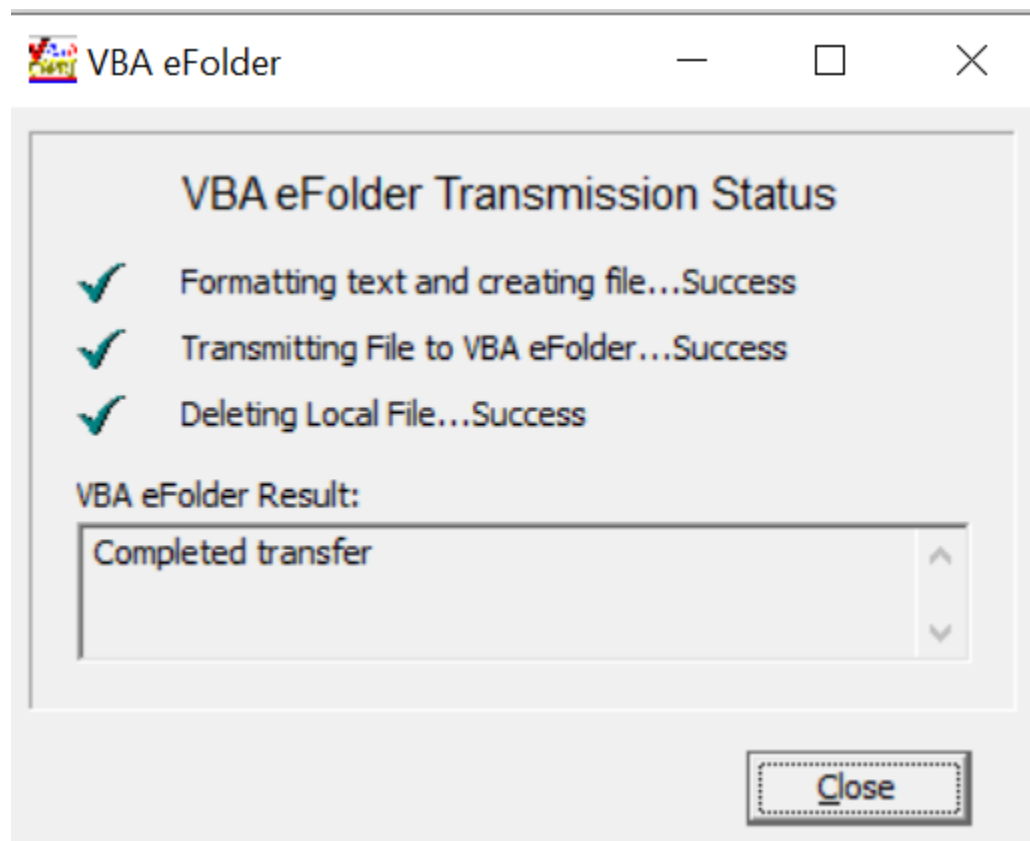 VBA eFolder
VBA eFolder Transmission Status
Formatting text and creating file...Success
Transmitting File to VBA eFolder...Success
Deleting Local File...Success
VBA eFolder Result:
Completed transfer
Close